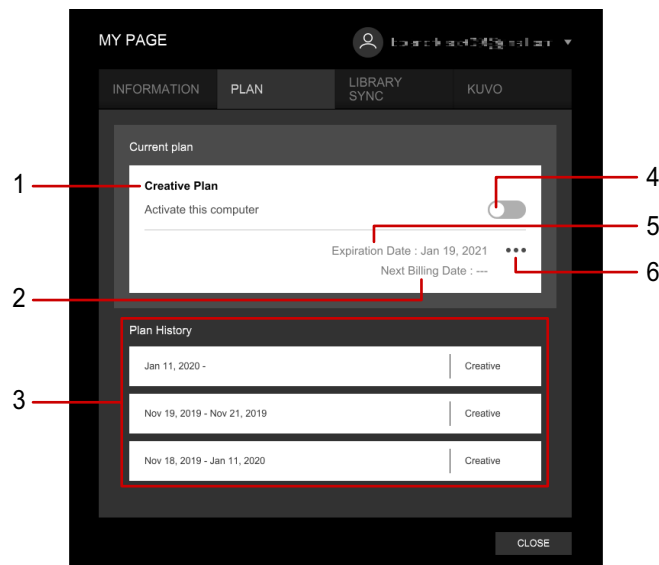 MY PAGE
INFORMATION
PLAN
LIBRARY
SYNC
KUVO
Current plan
1
Creative Plan
4
Activate this computer
5
Expiration Date : Jan 19, 2021
•••
6
Next Billing Date : ---
2
Plan History
Jan 11, 2020 -
Creative
3
Nov 19, 2019 - Nov 21, 2019
Creative
Nov 18, 2019 - Jan 11, 2020
Creative
CLOSE